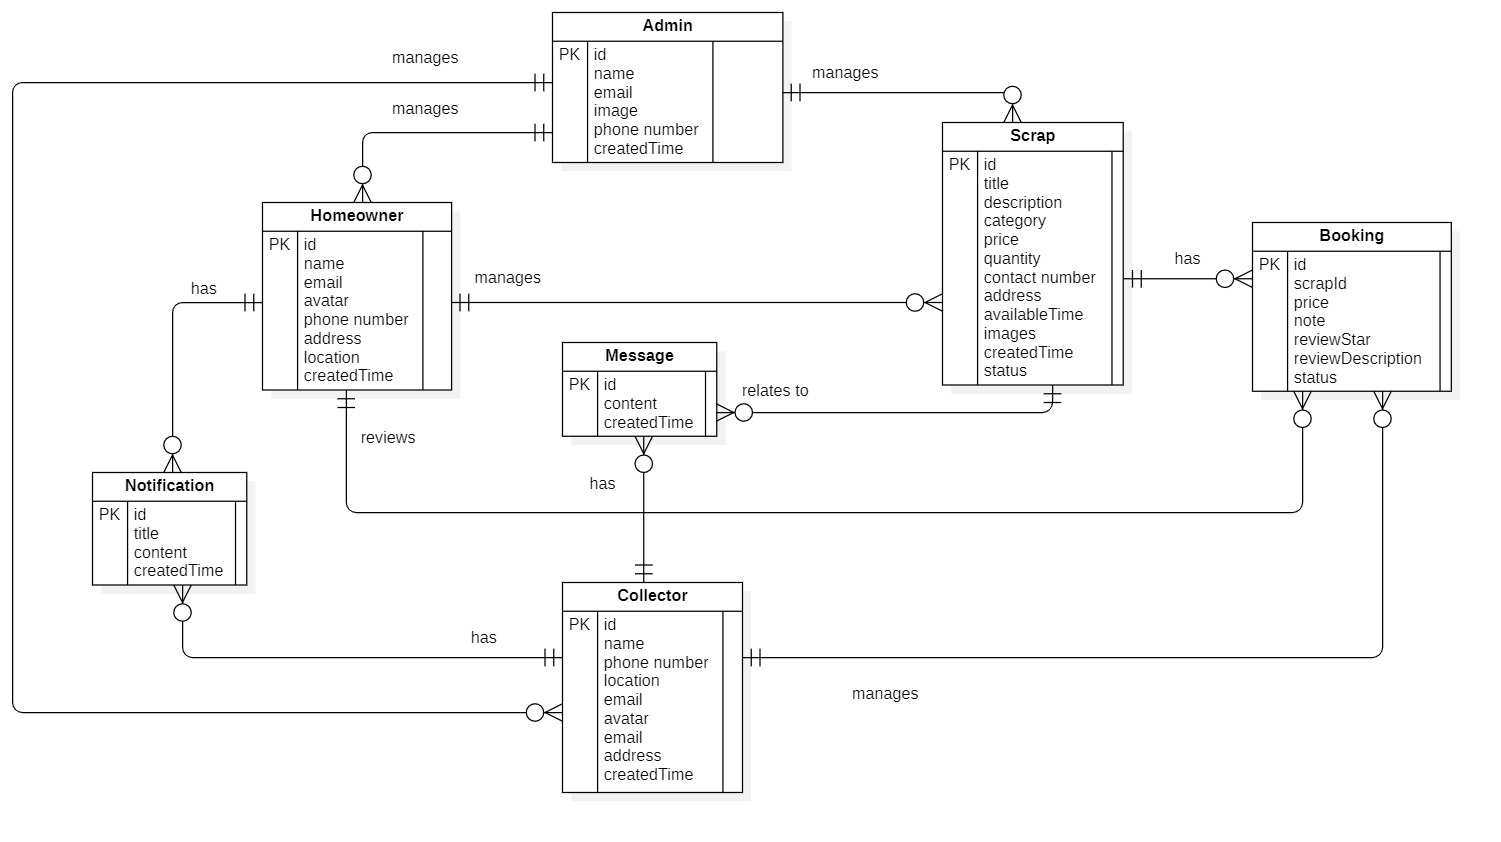 Admin
PK id
name
email
image
phone number
createdTime
manages
manages
manages
Scrap
PK id
title
description
category
price
quantity
contact number
address
availableTime
images
createdTime
status
Homeowner
PK id
name
email
avatar
phone number
address
location
createdTime
manages
has
has
Booking
PK id
scrapId
price
note
reviewStar
reviewDescription
status
Message
PK id
content
createdTime
relates to
reviews
has
Notification
PK id
title
content
createdTime
has
Collector
PK id
name
phone number
location
email
avatar
email
address
createdTime
manages